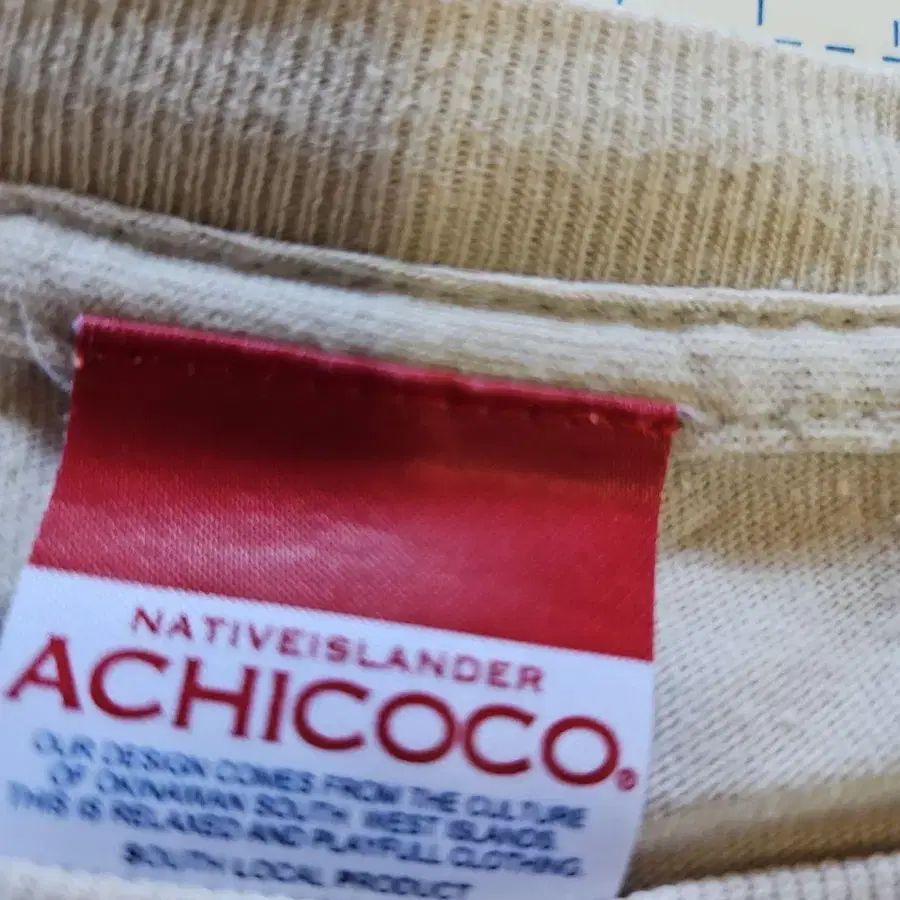 NATIVEISLANDER
ACHICOCO®
OUR DESIGN COMES FROM THE CULTURE
OF OKINAWAN SOUTH WEST ISLANDS.
THIS IS RELAXED AND PLAYFULL CLOTHING.
SOUTH LOCAL PRODUCT